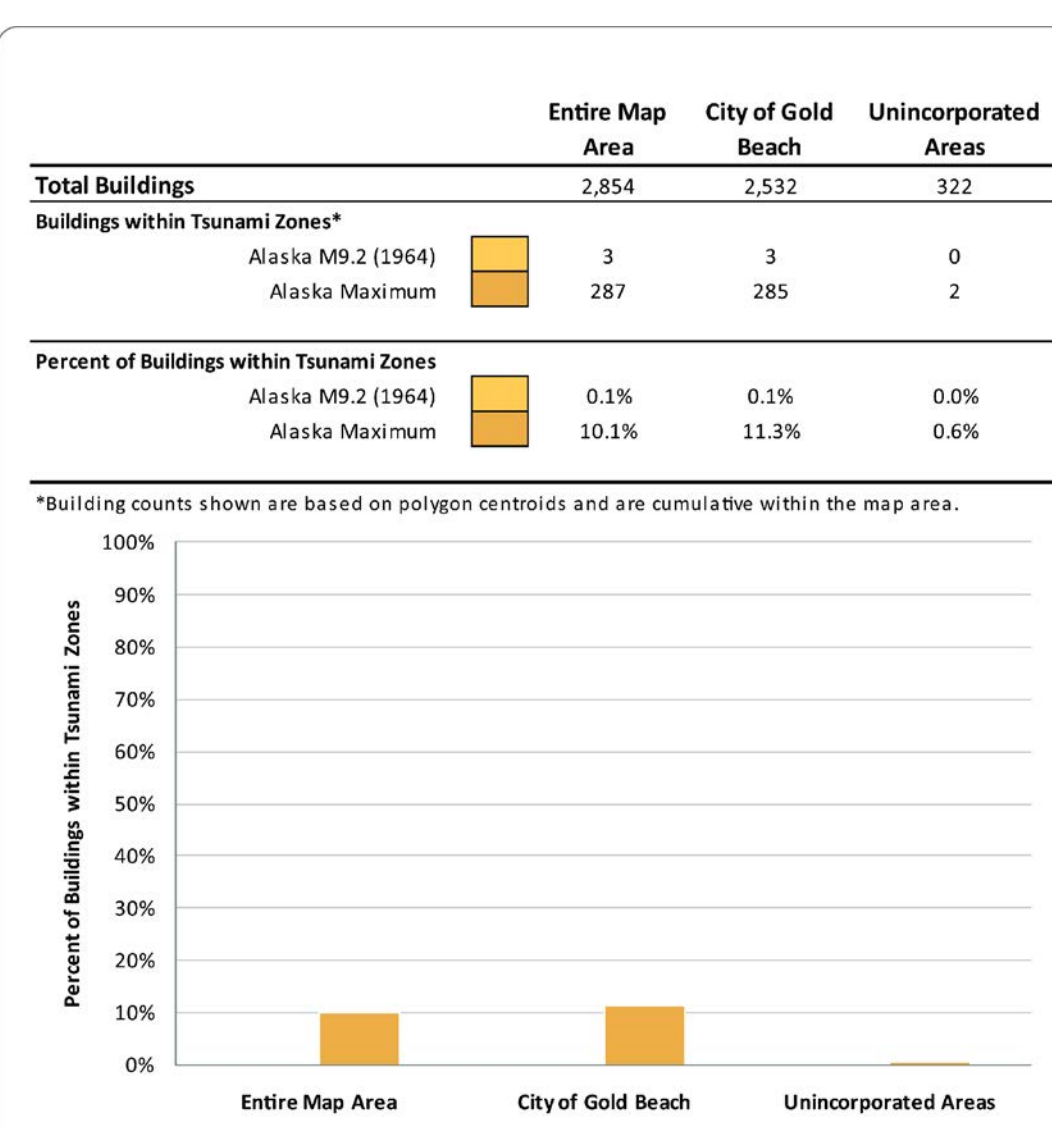 Entire Map Area City of Gold Beach Unincorporated Areas
Total Buildings 2,854 2,532 322
Buildings within Tsunami Zones*
Alaska M9.2 (1964) 3 3 0
Alaska Maximum 287 285 2
Percent of Buildings within Tsunami Zones
Alaska M9.2 (1964) 0.1% 0.1% 0.0%
Alaska Maximum 10.1% 11.3% 0.6%
*Building counts shown are based on polygon centroids and are cumulative within the map area.
Percent of Buildings within Tsunami Zones
100%
90%
80%
70%
60%
50%
40%
30%
20%
10%
0%
Entire Map Area City of Gold Beach Unincorporated Areas